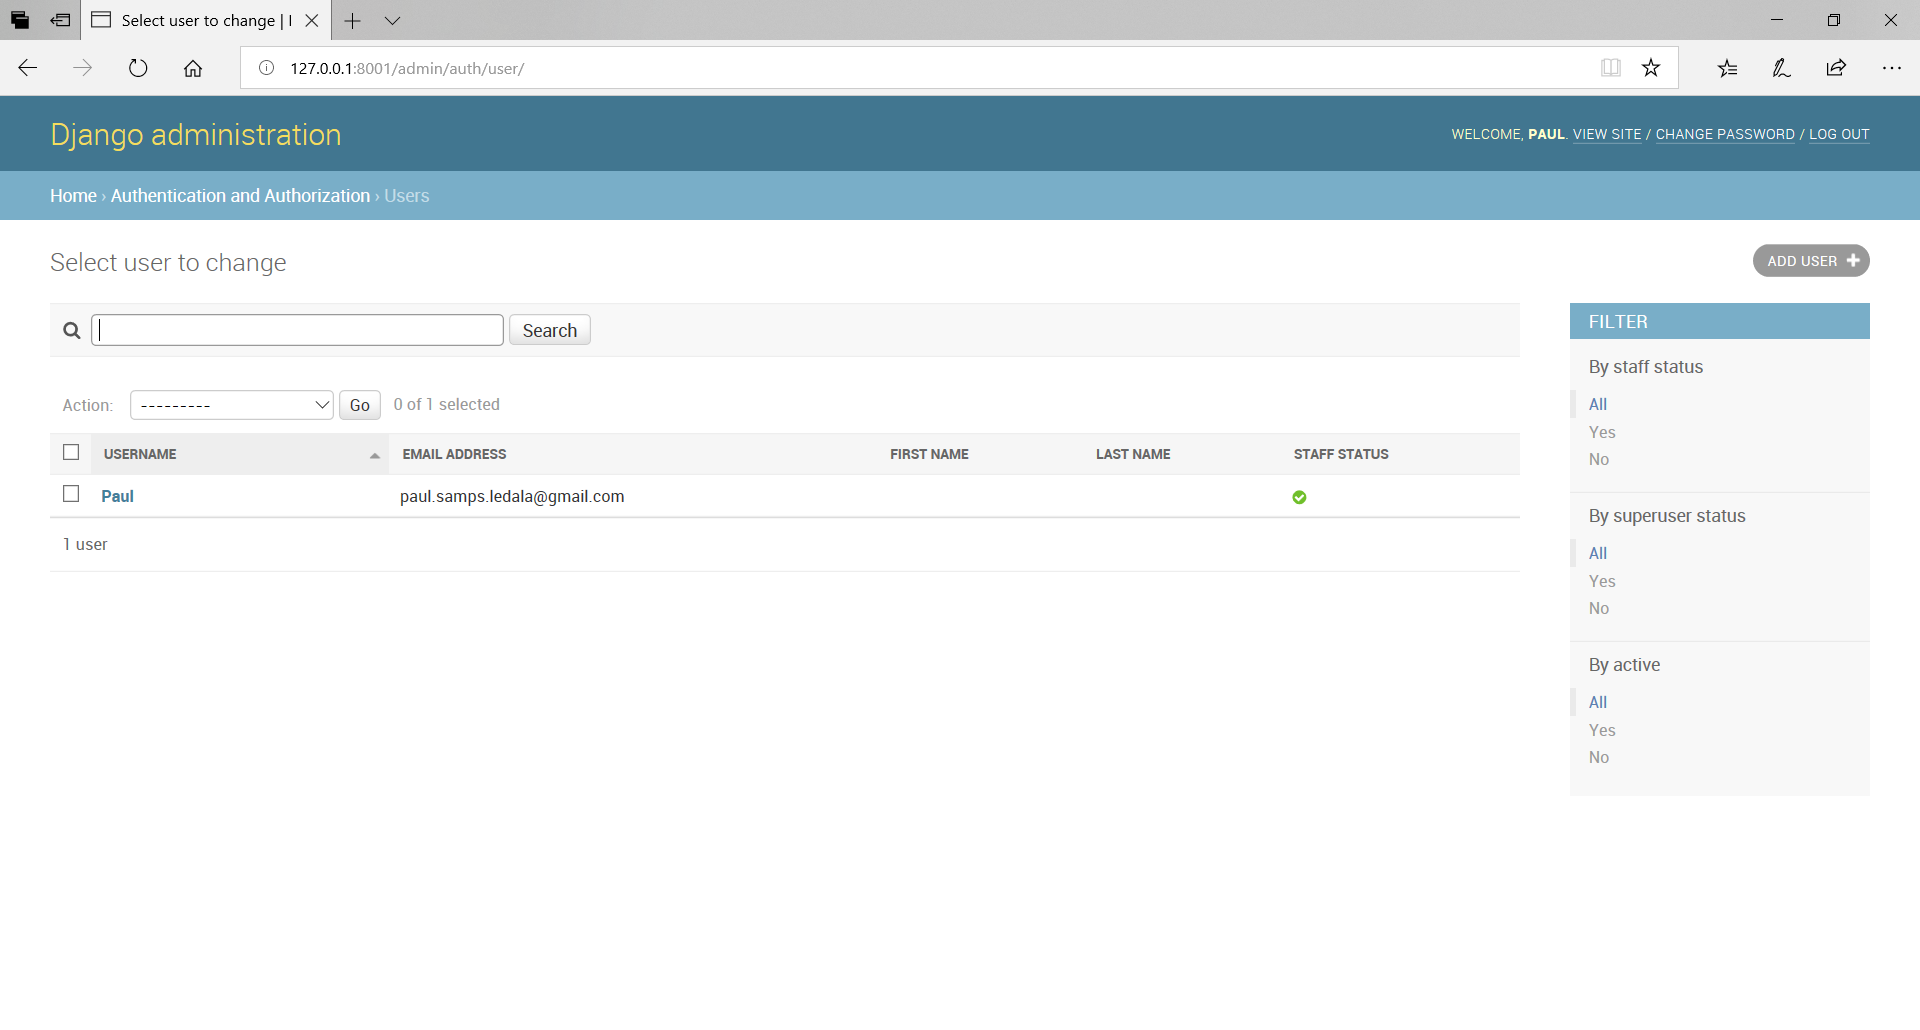 Select user to change | I
127.0.0.1:8001/admin/auth/user/
Django administration
WELCOME, PAUL. VIEW SITE / CHANGE PASSWORD / LOG OUT
Home › Authentication and Authorization › Users
Select user to change
ADD USER
Search
Action: --------- Go 0 of 1 selected
USERNAME EMAIL ADDRESS FIRST NAME LAST NAME STAFF STATUS
Paul paul.samps.ledala@gmail.com
1 user
FILTER
By staff status
All
Yes
No
By superuser status
All
Yes
No
By active
All
Yes
No